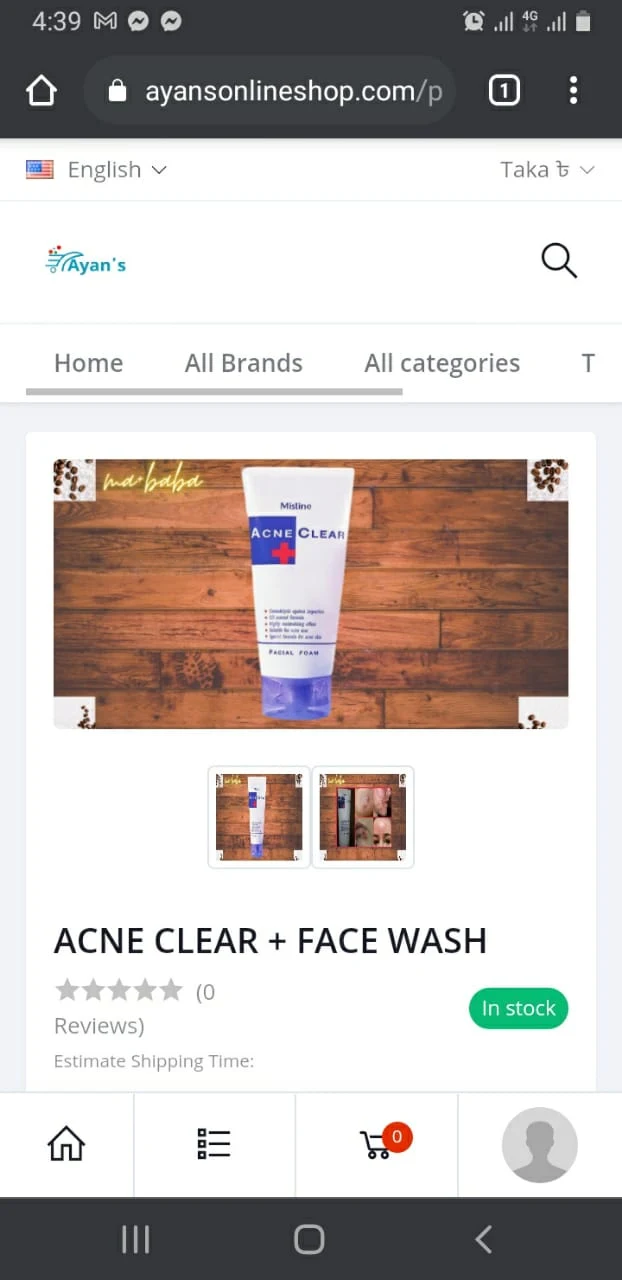 4:39
4G
ayansonlineshop.com/p
1
English
Taka ৳
Ayan's
Home All Brands All categories T
ma·baba
Mistine
ACNE CLEAR
FACIAL FOAM
ACNE CLEAR + FACE WASH
(0
Reviews)
In stock
Estimate Shipping Time:
0